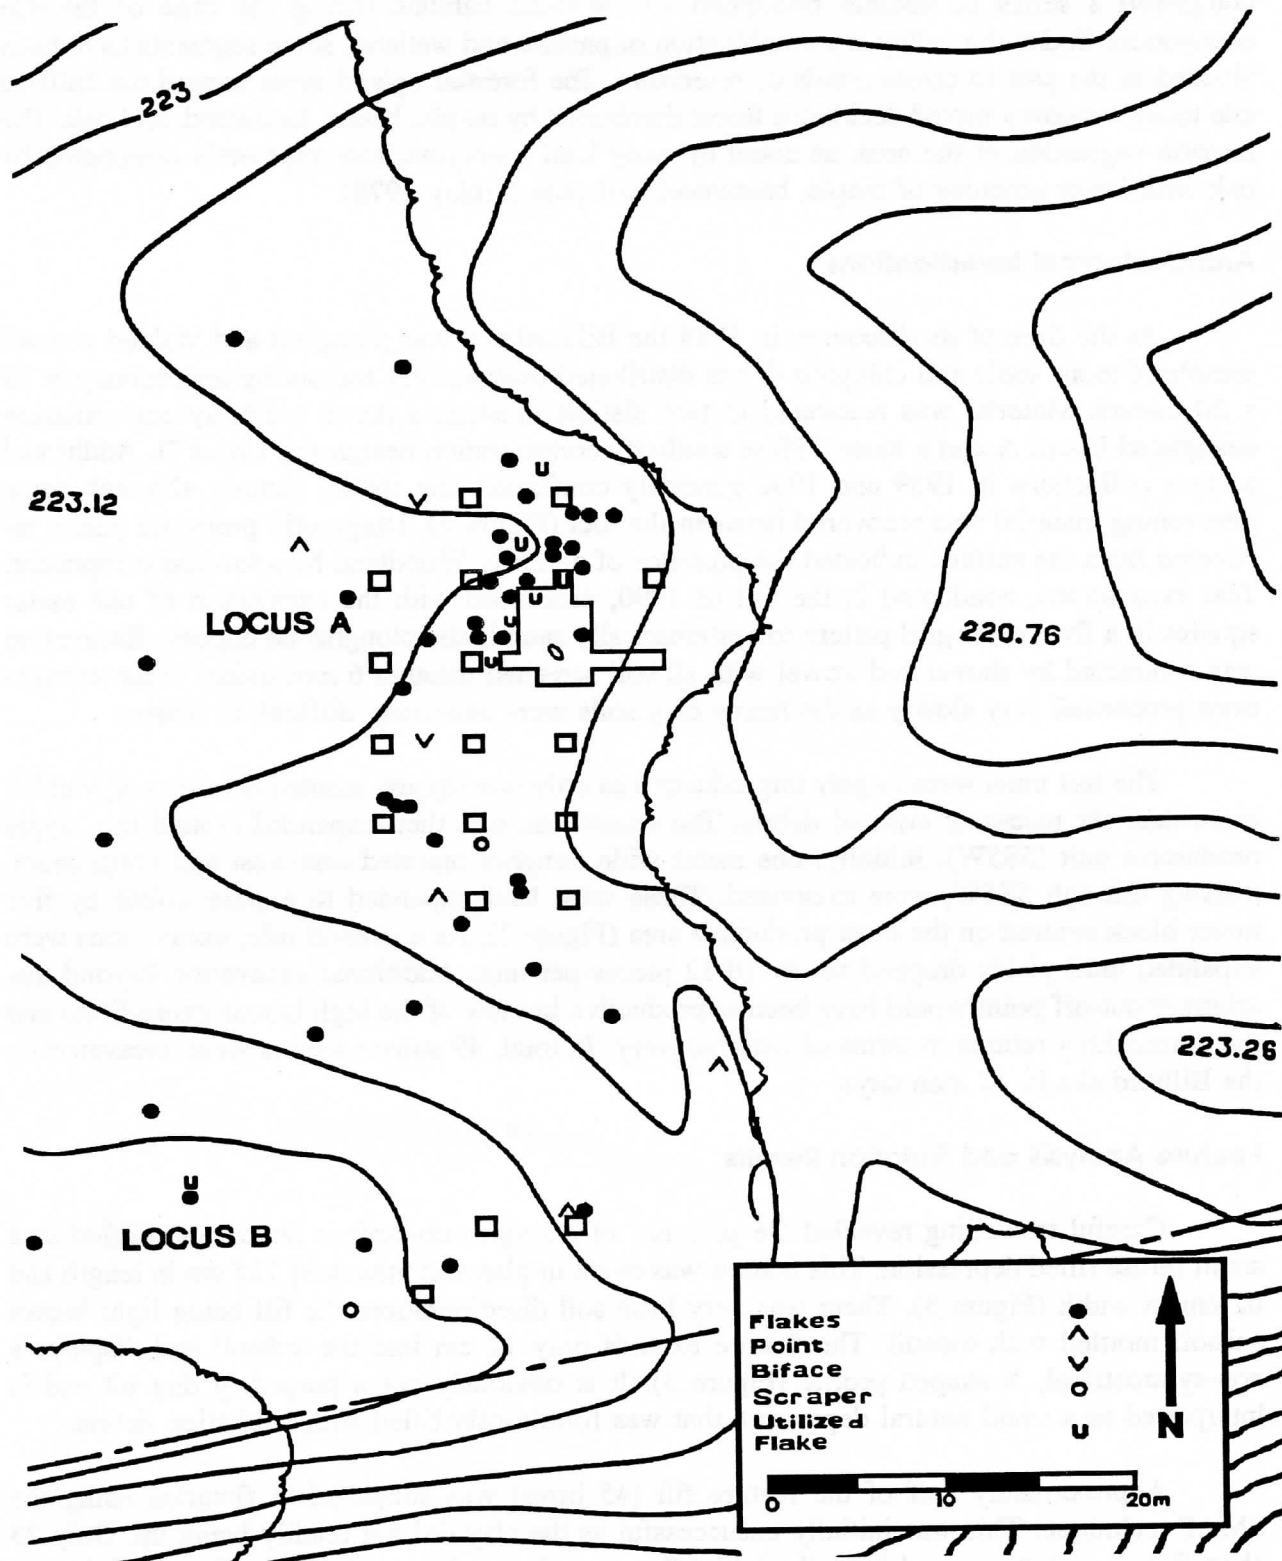 223
223.12
LOCUS A
220.76
223.26
LOCUS B
Flakes
Point
Biface
Scraper
Utilized
Flake
u
N
0
10
20m